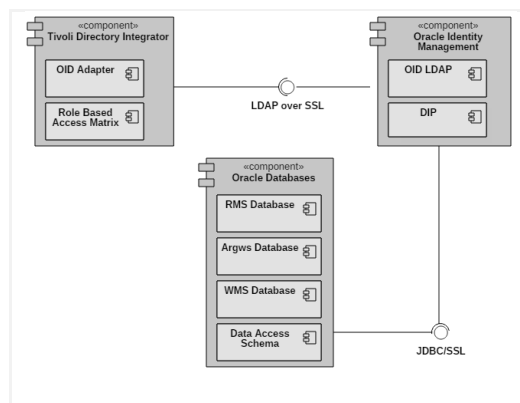 «component»
Tivoli Directory Integrator
OID Adapter
Role Based
Access Matrix
LDAP over SSL
«component»
Oracle Identity
Management
OID LDAP
DIP
«component»
Oracle Databases
RMS Database
Argws Database
WMS Database
Data Access
Schema
JDBC/SSL